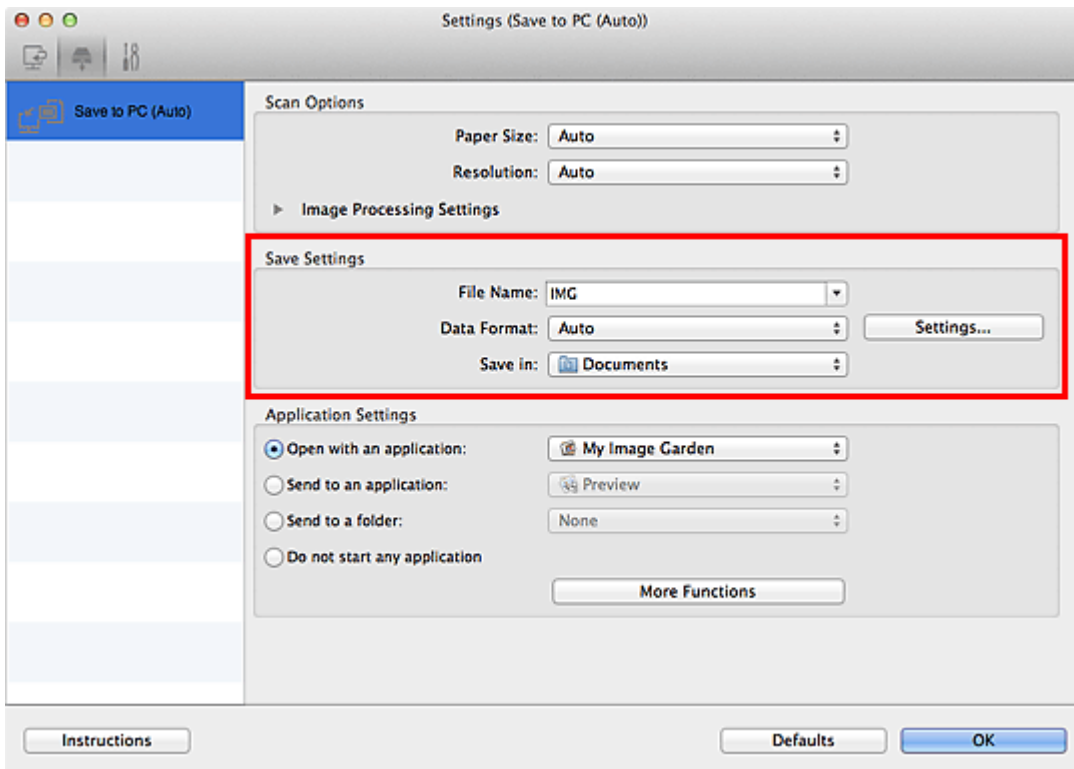 Settings (Save to PC (Auto))
Save to PC (Auto)
Scan Options
Paper Size: Auto
Resolution: Auto
Image Processing Settings
Save Settings
File Name: IMG
Data Format: Auto Settings...
Save in: Documents
Application Settings
Open with an application: My Image Garden
Send to an application: Preview
Send to a folder: None
Do not start any application
More Functions
Instructions Defaults OK